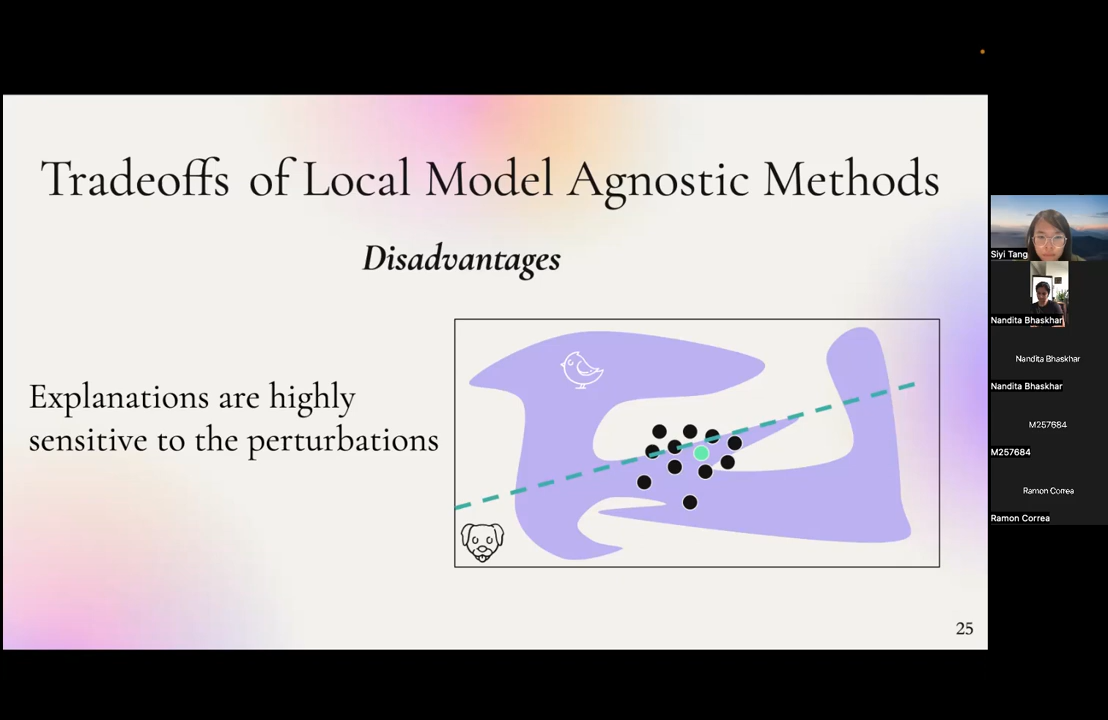 Tradeoffs of Local Model Agnostic Methods
Disadvantages
Explanations are highly
sensitive to the perturbations
25
Siyi Tang
Nandita Bhaskhar
Nandita Bhaskhar
Nandita Bhaskhar
M257684
M257684
Ramon Correa
Ramon Correa